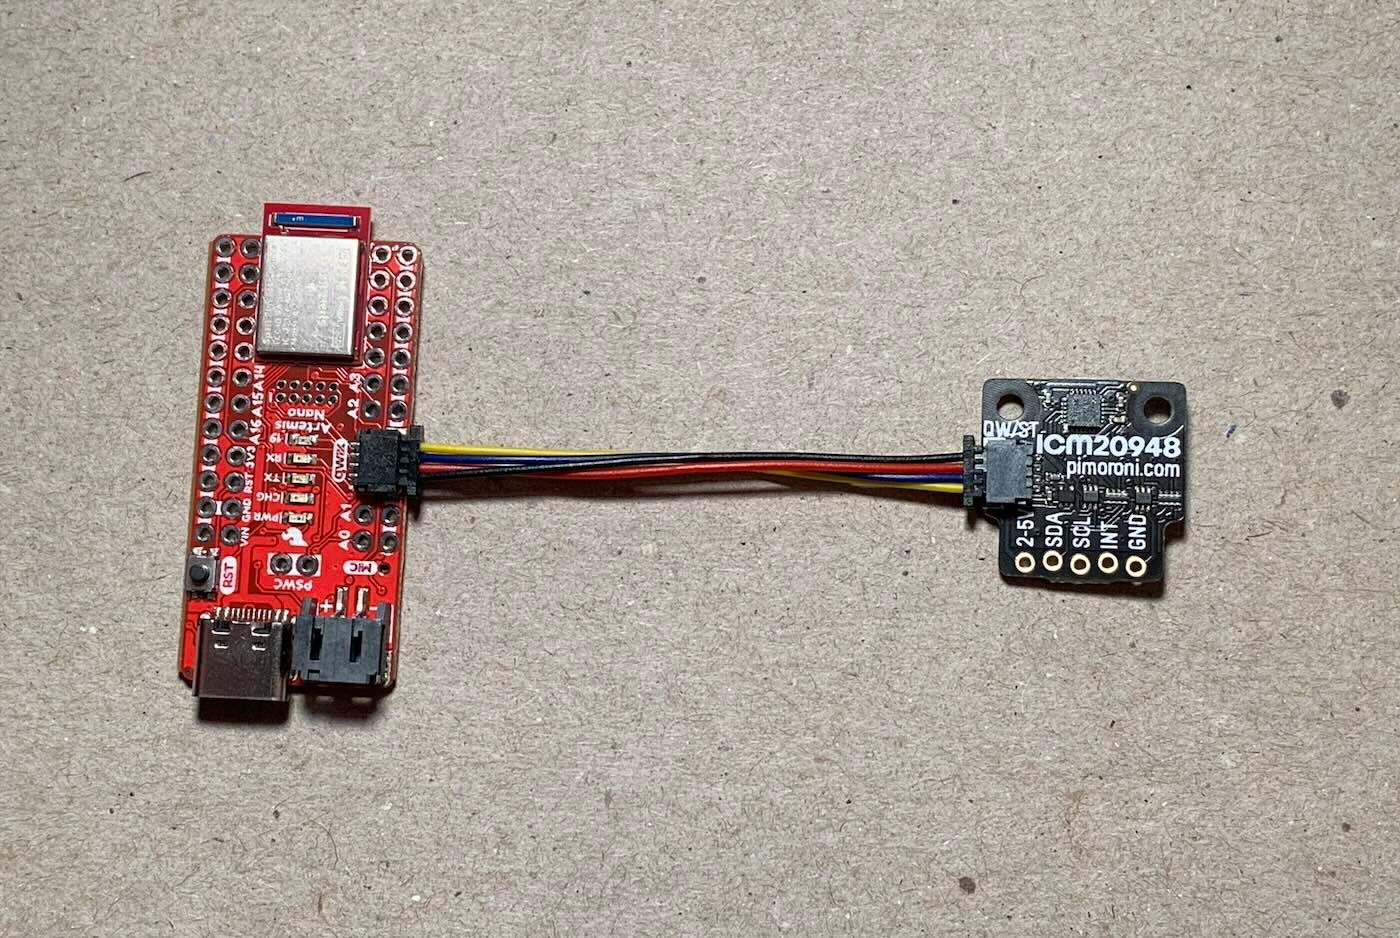 A14
A15
A16
3V3
RST
GND
VIN
A3
A2
Nano
Artemis
19
RX
TX
CHG
PWR
QWIIC
A1
A0
RST
PSWC
MIC
+
-
QW/ST
ICM20948
pimoroni.com
2-5V
SDA
SCL
INT
GND